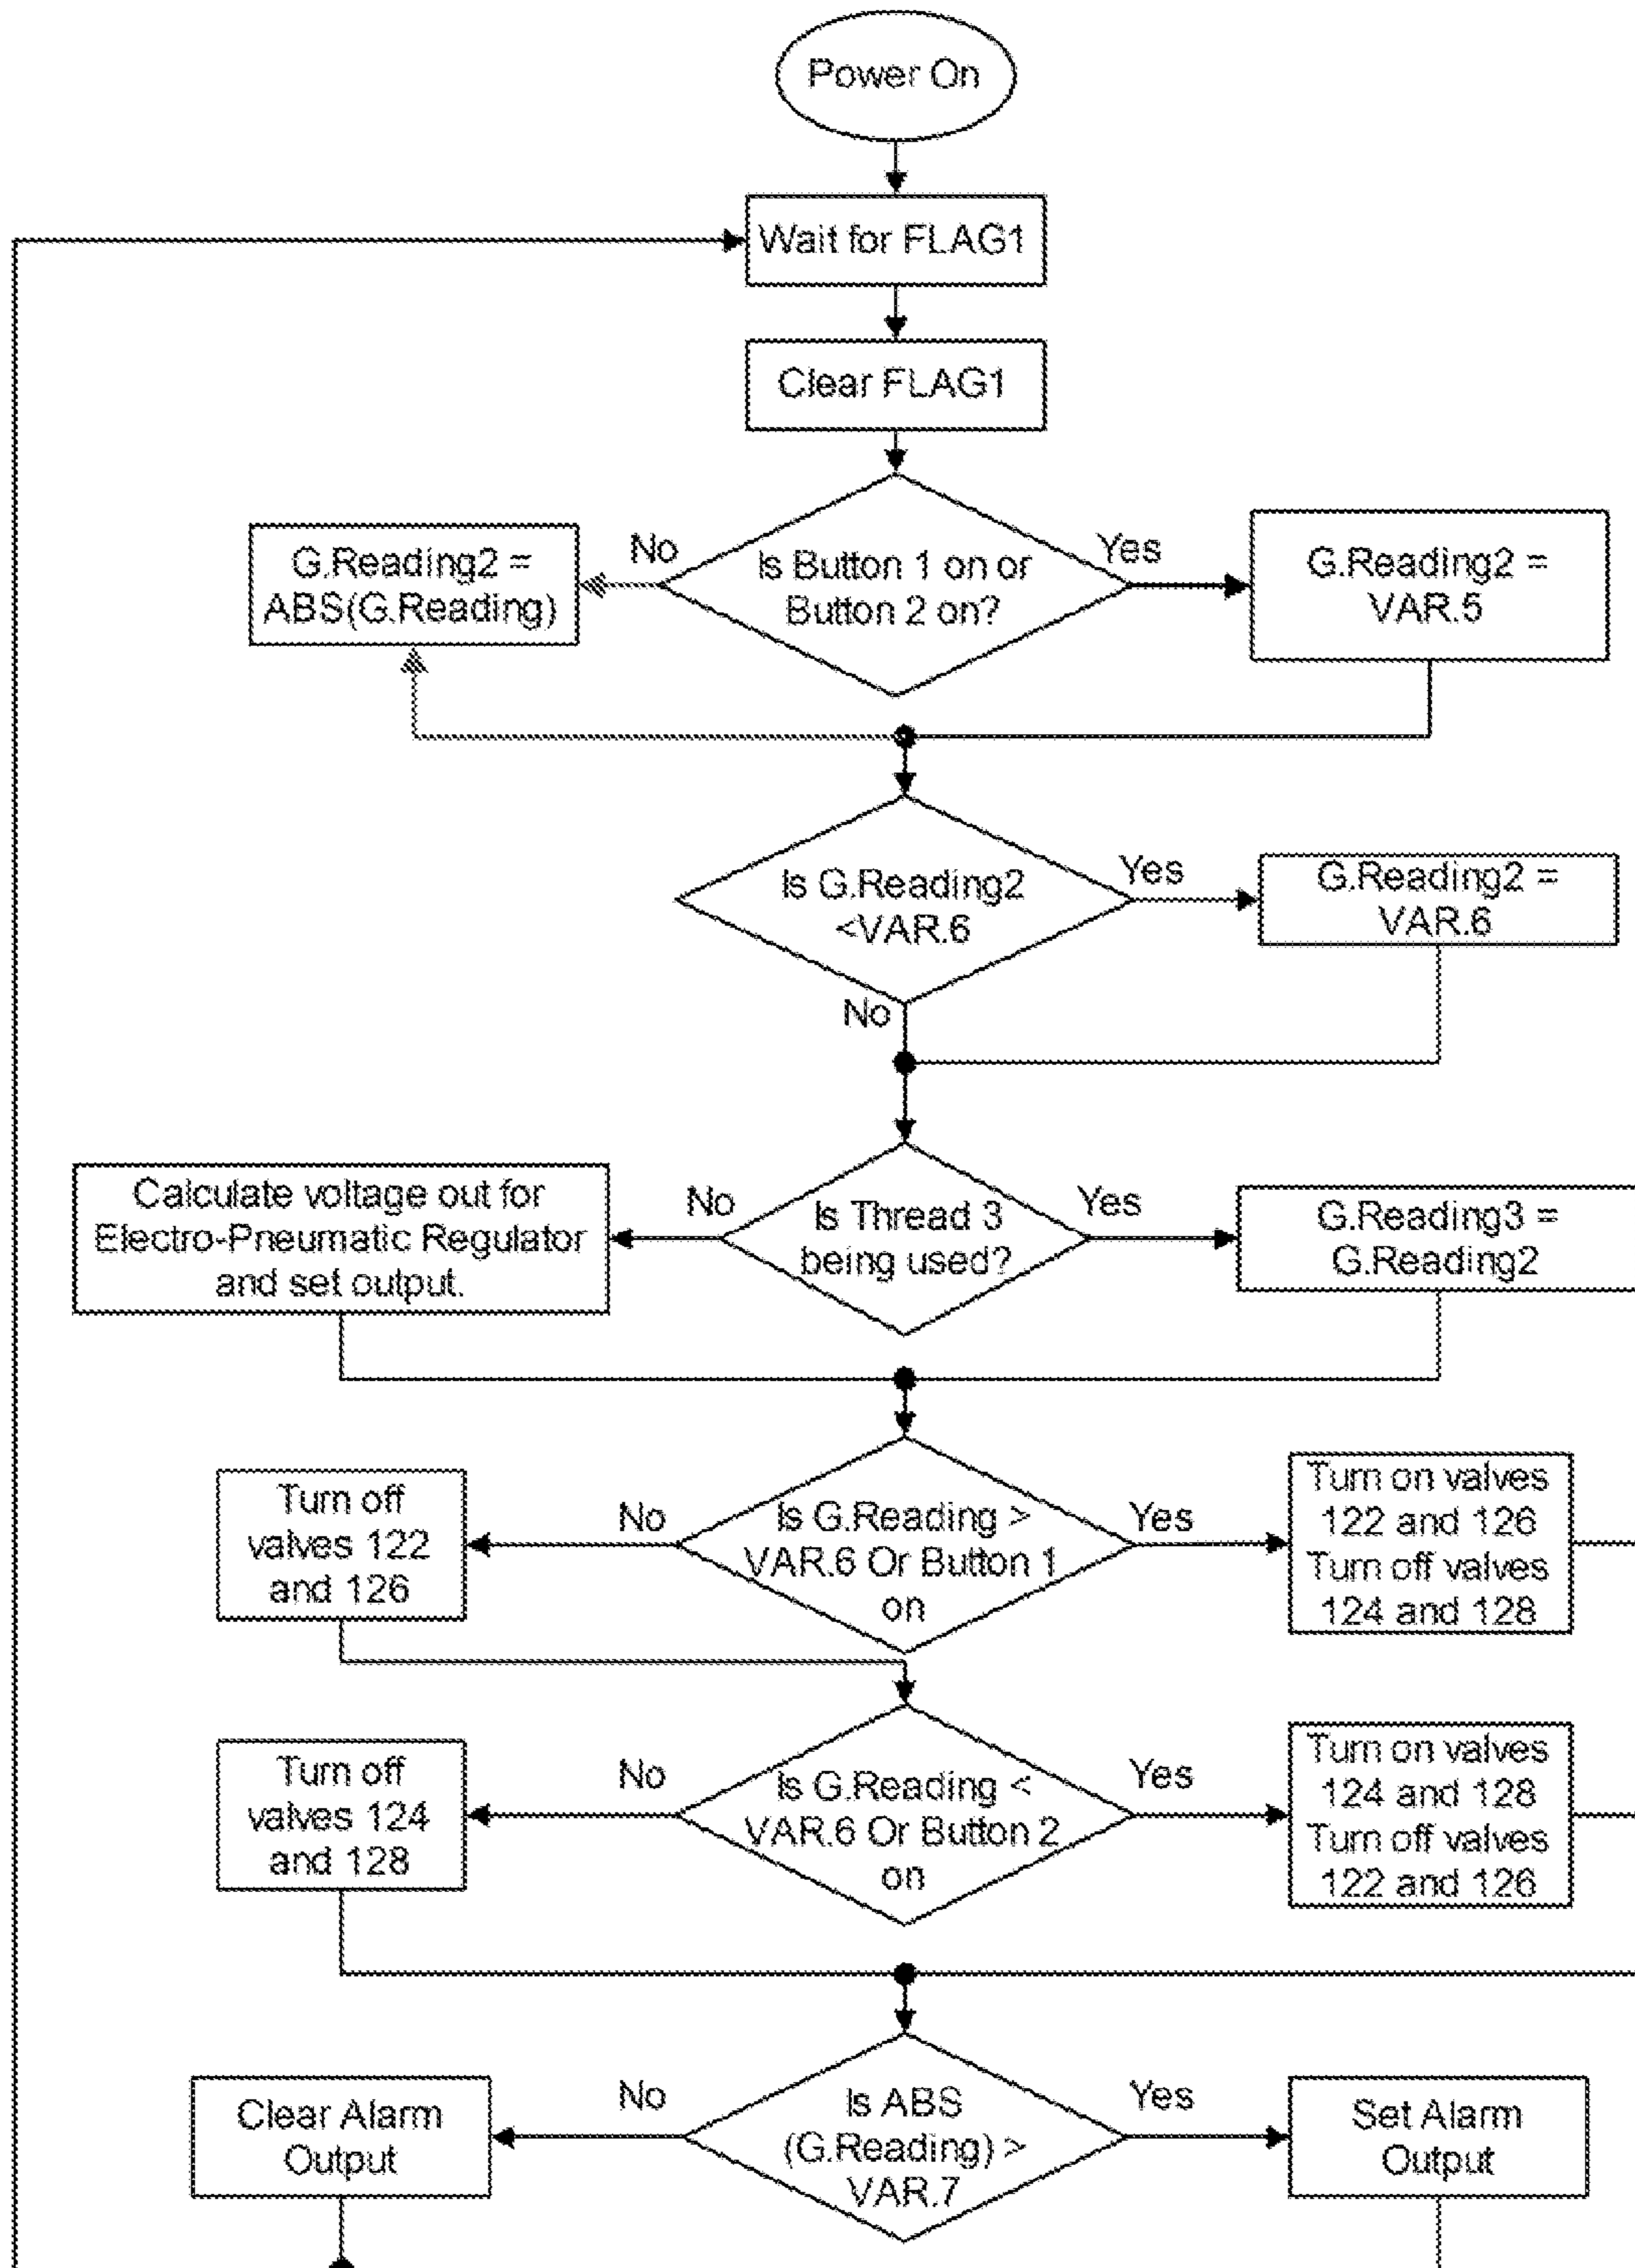 Power On
Wait for FLAG1
Clear FLAG1
Is Button 1 on or
Button 2 on?
No
Yes
G.Reading2 =
ABS(G.Reading)
G.Reading2 =
VAR.5
Is G.Reading2
<VAR.6
Yes
No
G.Reading2 =
VAR.6
Is Thread 3
being used?
No
Yes
Calculate voltage out for
Electro-Pneumatic Regulator
and set output.
G.Reading3 =
G.Reading2
Is G.Reading >
VAR.6 Or Button 1
on
No
Yes
Turn off
valves 122
and 126
Turn on valves
122 and 126
Turn off valves
124 and 128
Is G.Reading <
VAR.6 Or Button 2
on
No
Yes
Turn off
valves 124
and 128
Turn on valves
124 and 128
Turn off valves
122 and 126
Is ABS
(G.Reading) >
VAR.7
No
Yes
Clear Alarm
Output
Set Alarm
Output